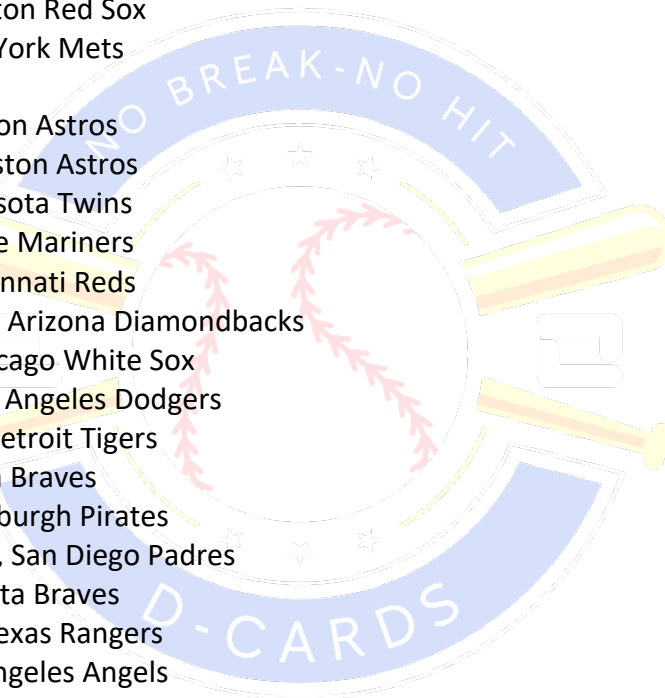 ton Red Sox
York Mets
on Astros
ston Astros
sota Twins
e Mariners
nnati Reds
Arizona Diamondbacks
cago White Sox
Angeles Dodgers
etroit Tigers
Braves
burgh Pirates
, San Diego Padres
ta Braves
exas Rangers
ngeles Angels
NO BREAK-NO HIT
D-CARDS